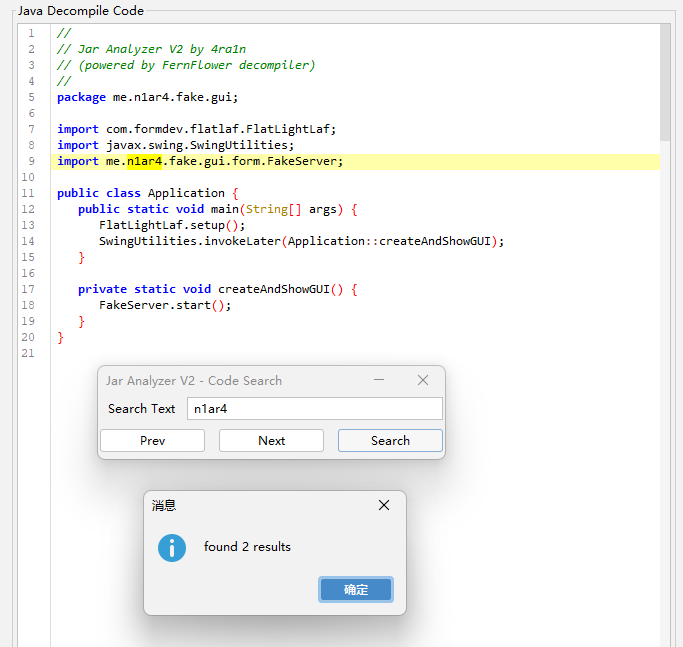 Java Decompile Code
1 //
2 // Jar Analyzer V2 by 4ra1n
3 // (powered by FernFlower decompiler)
4 //
5 package me.n1ar4.fake.gui;
6
7 import com.formdev.flatlaf.FlatLightLaf;
8 import javax.swing.SwingUtilities;
9 import me.n1ar4.fake.gui.form.FakeServer;
10
11 public class Application {
12    public static void main(String[] args) {
13       FlatLightLaf.setup();
14       SwingUtilities.invokeLater(Application::createAndShowGUI);
15    }
16
17    private static void createAndShowGUI() {
18       FakeServer.start();
19    }
20 }
21
Jar Analyzer V2 - Code Search
Search Text n1ar4
Prev Next Search
消息
found 2 results
确定